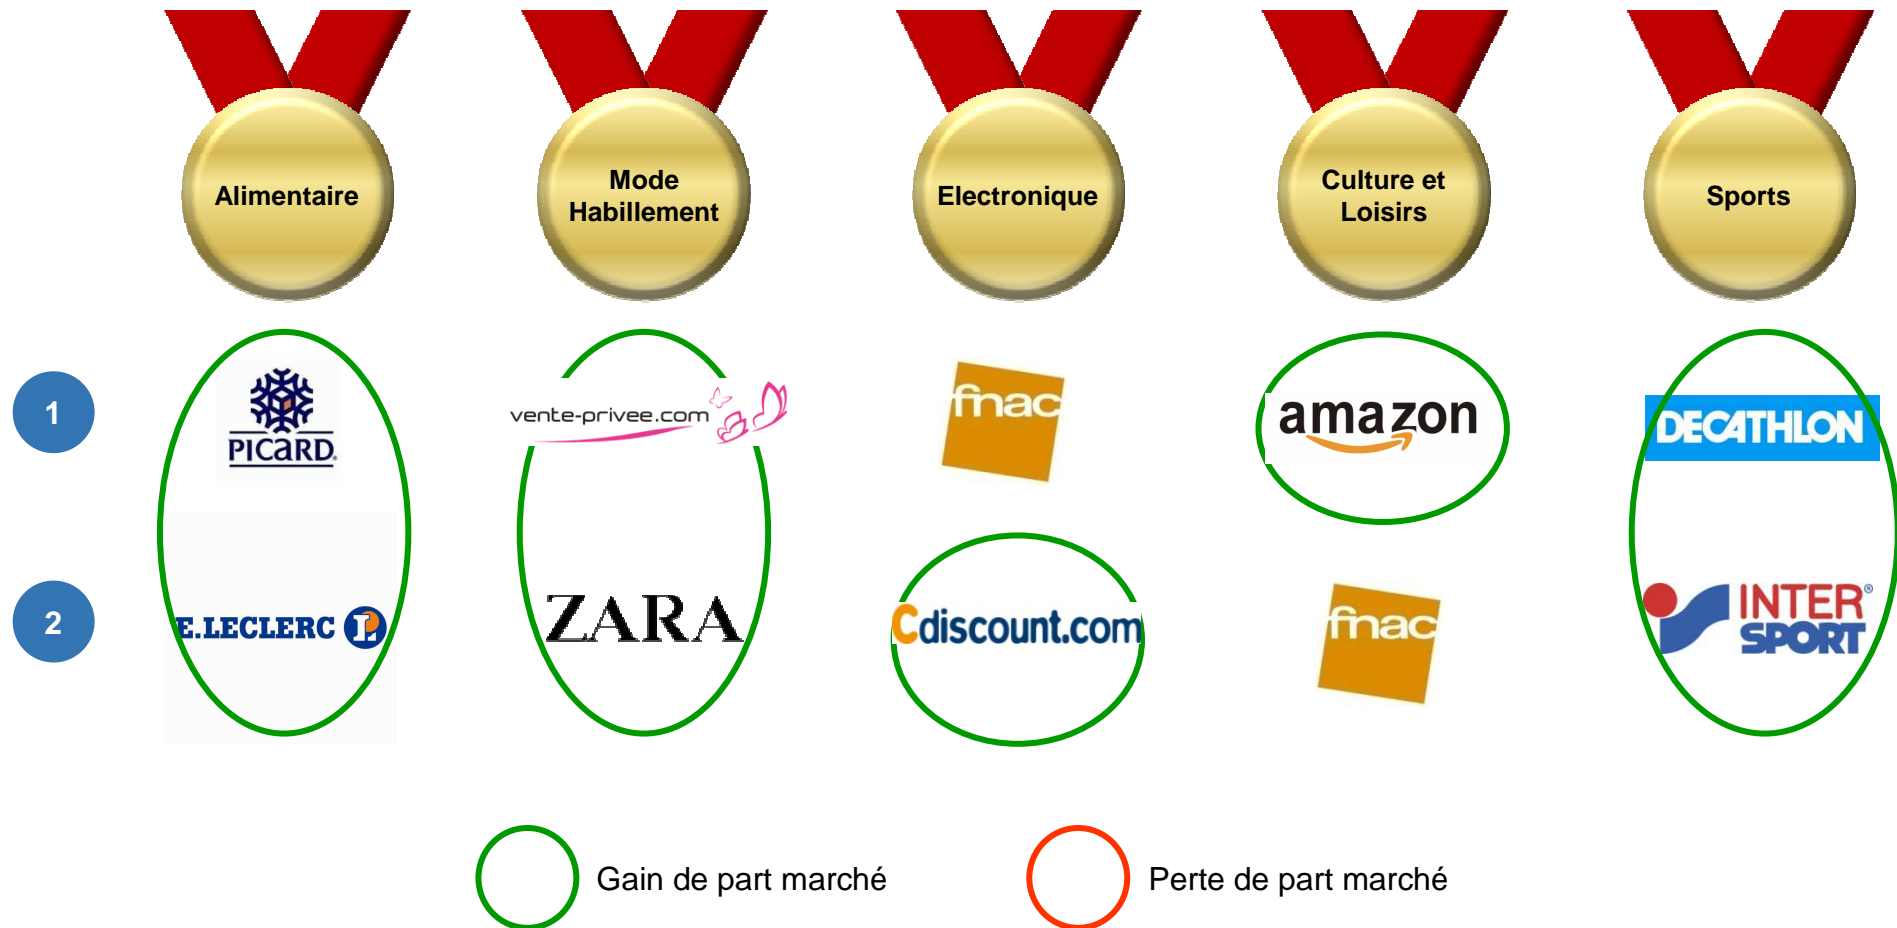 Alimentaire
Mode
Habillement
Electronique
Culture et
Loisirs
Sports
1
PICARD
vente-privee.com
fnac
amazon
DECATHLON
2
E.LECLERC L
ZARA
Cdiscount.com
fnac
INTER®
SPORT
Gain de part marché
Perte de part marché